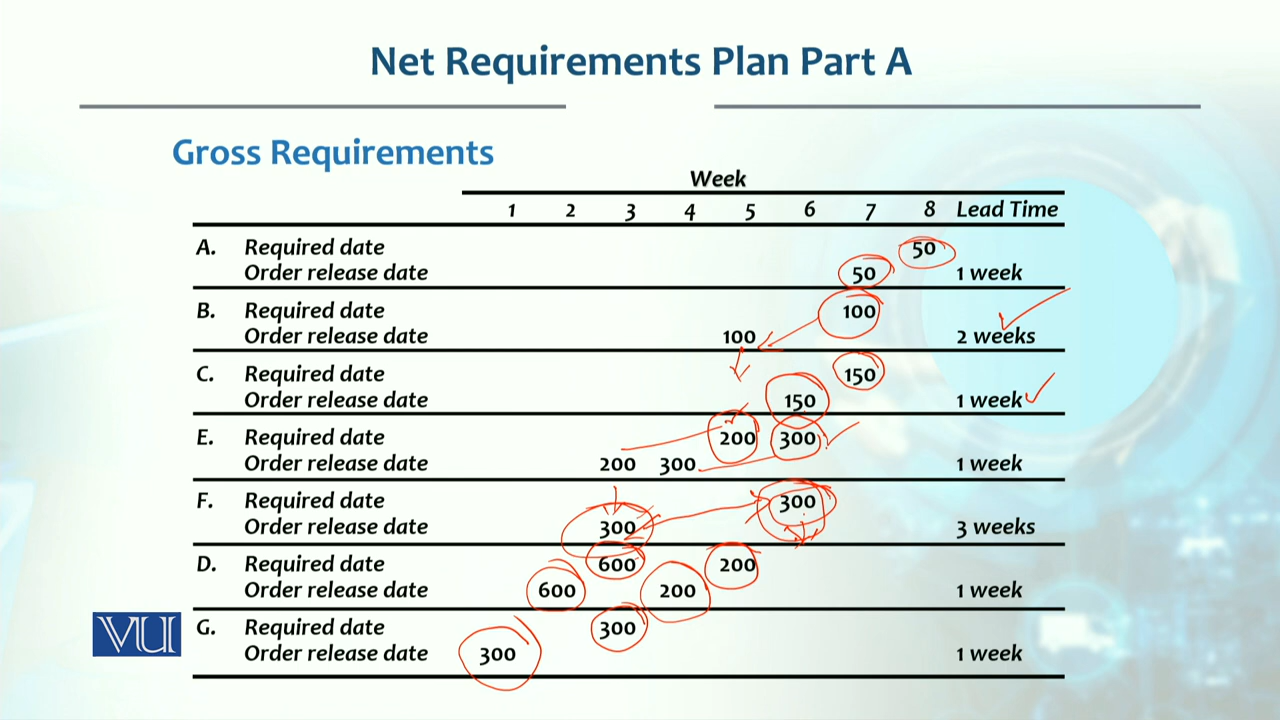 Net Requirements Plan Part A
Gross Requirements
Week
1 2 3 4 5 6 7 8 Lead Time
A. Required date 50
Order release date 50 1 week
B. Required date 100
Order release date 100 2 weeks
C. Required date 150
Order release date 150 1 week
E. Required date 200 300
Order release date 200 300 1 week
F. Required date 300
Order release date 300 3 weeks
D. Required date 600 200
Order release date 600 200 1 week
VU
G. Required date 300
Order release date 300 1 week